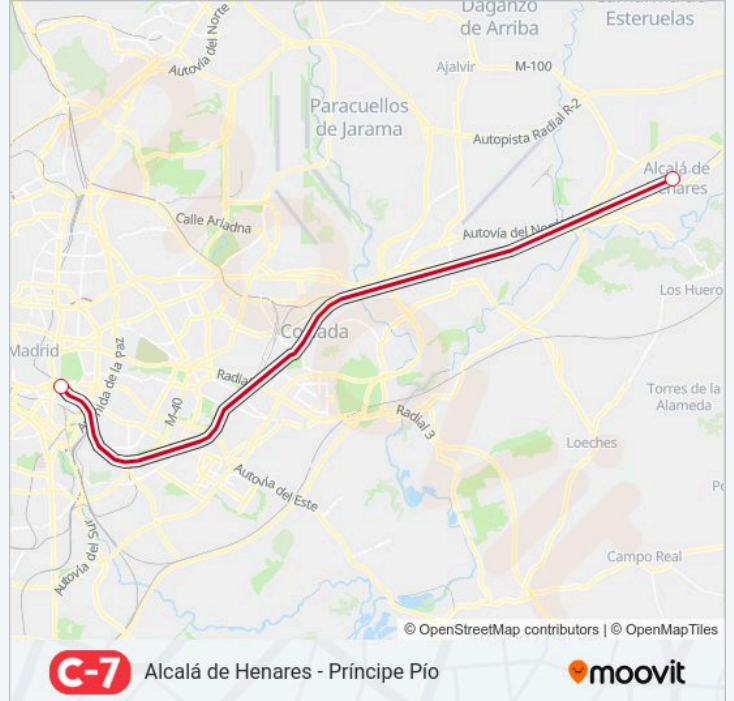 Daganzo
de Arriba
Esteruelas
Autovía del Norte
Ajalvir
M-100
Paracuellos
de Jarama
Autopista Radial R-2
Alcalá de
Henares
Calle Ariadna
Autovía del Nord
Los Huero
Coslada
Madrid
Avenida de la Paz
Radial
M-40
Torres de la
Alameda
Radial 3
Loeches
Autovía del Este
Autovía del Sur
Campo Real
© OpenStreetMap contributors | © OpenMapTiles
C-7 Alcalá de Henares - Príncipe Pío
moovit